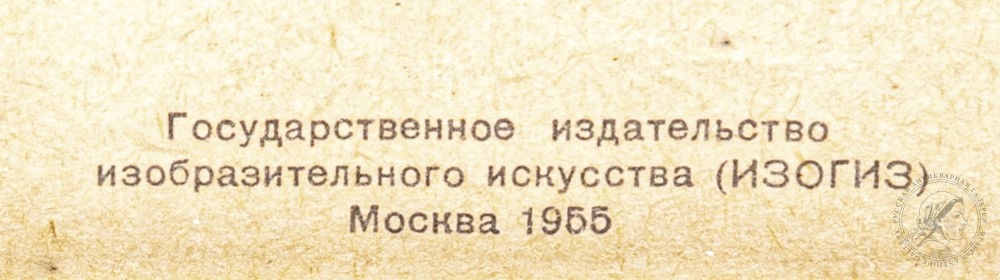 Государственное издательство
изобразительного искусства (ИЗОГИЗ)
Москва 1955